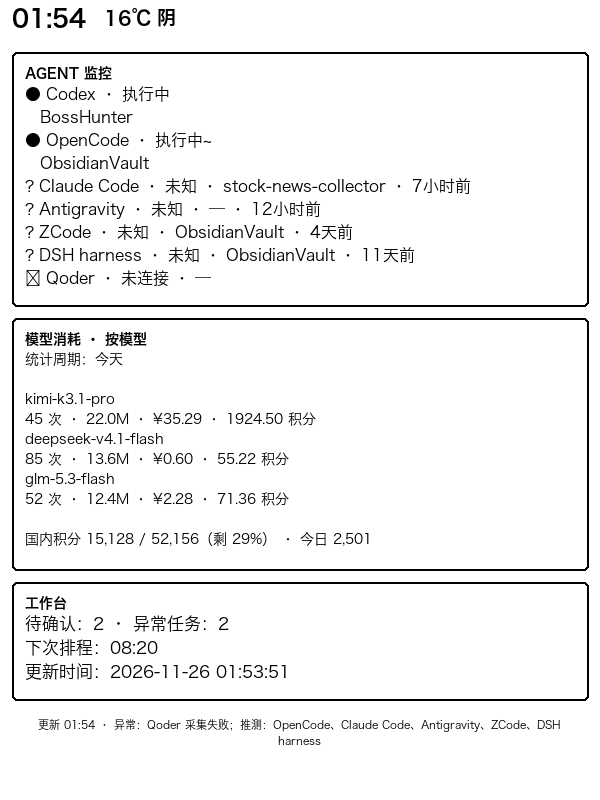 01:54 16℃ 阴
AGENT 监控
● Codex · 执行中
BossHunter
● OpenCode · 执行中~
ObsidianVault
? Claude Code · 未知 · stock-news-collector · 7小时前
? Antigravity · 未知 · — · 12小时前
? ZCode · 未知 · ObsidianVault · 4天前
? DSH harness · 未知 · ObsidianVault · 11天前
☒ Qoder · 未连接 · —
模型消耗 · 按模型
统计周期：今天
kimi-k3.1-pro
45 次 · 22.0M · ¥35.29 · 1924.50 积分
deepseek-v4.1-flash
85 次 · 13.6M · ¥0.60 · 55.22 积分
glm-5.3-flash
52 次 · 12.4M · ¥2.28 · 71.36 积分
国内积分 15,128 / 52,156（剩 29%） · 今日 2,501
工作台
待确认：2 · 异常任务：2
下次排程：08:20
更新时间：2026-11-26 01:53:51
更新 01:54 · 异常：Qoder 采集失败；推测：OpenCode、Claude Code、Antigravity、ZCode、DSH
harness